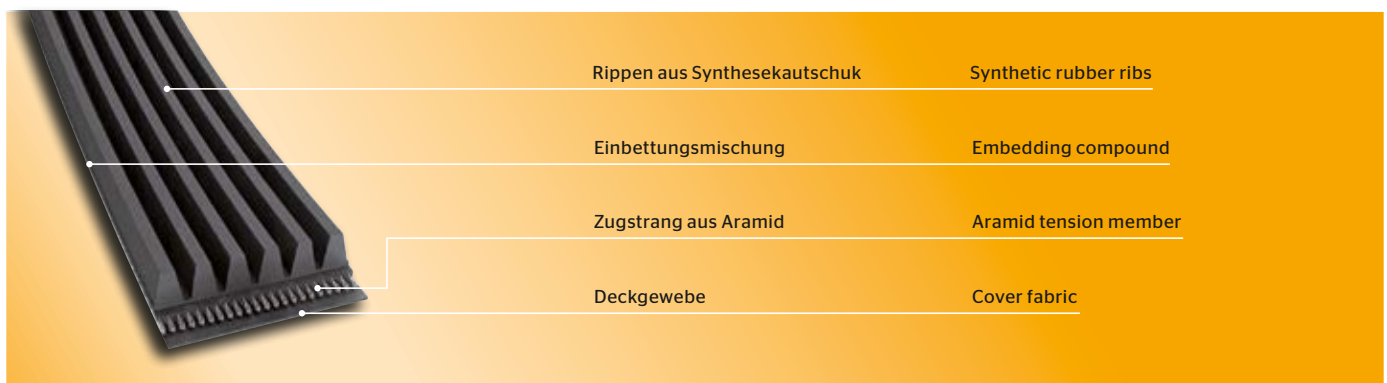 Rippen aus Synthesekautschuk Synthetic rubber ribs
Einbettungsmischung Embedding compound
Zugstrang aus Aramid Aramid tension member
Deckgewebe Cover fabric